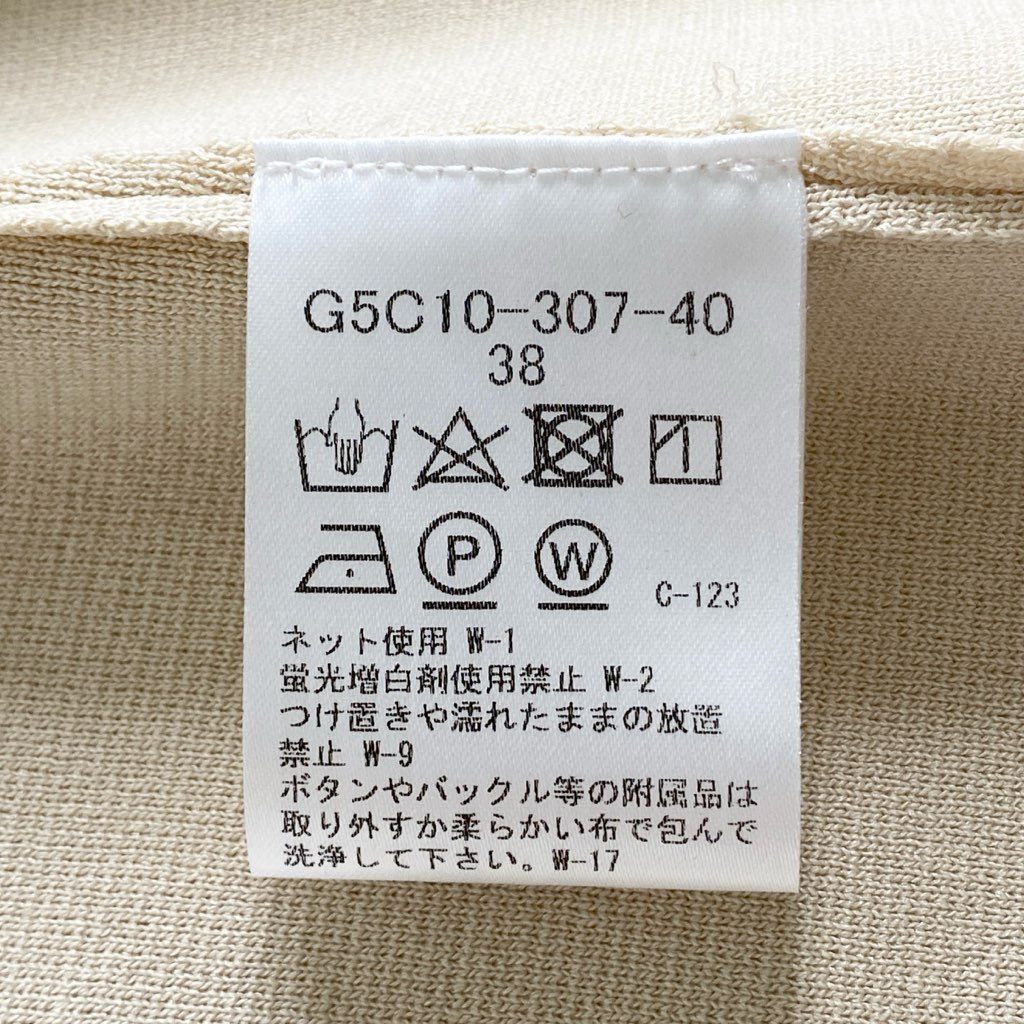 G5C10-307-40
38
P
W
C-123
ネット使用 W-1
蛍光増白剤使用禁止 W-2
つけ置きや濡れたままの放置
禁止 W-9
ボタンやバックル等の附属品は
取り外すか柔らかい布で包んで
洗浄して下さい。W-17